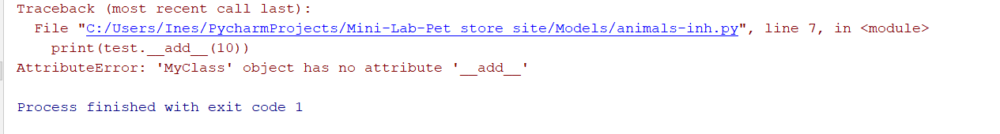 Traceback (most recent call last):
  File "C:/Users/Ines/PycharmProjects/Mini-Lab-Pet store site/Models/animals-inh.py", line 7, in <module>
    print(test.__add__(10))
AttributeError: 'MyClass' object has no attribute '__add__'
Process finished with exit code 1